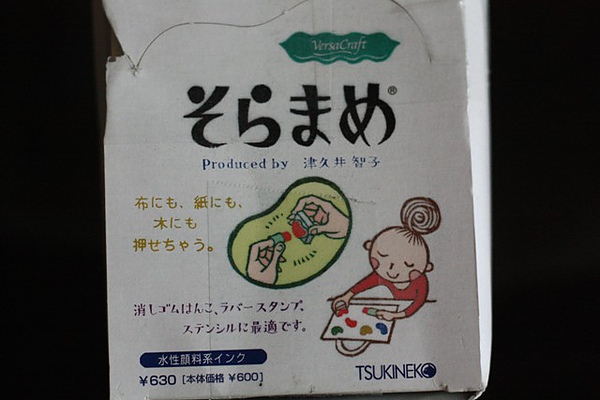 VersaCraft
そらまめ®
Produced by 津久井 智子
布にも、紙にも、
木にも
押せちゃう。
消しゴムはんこ、ラバースタンプ、
ステンシルに最適です。
水性顔料系インク
¥630 [本体価格 ¥600]
TSUKINEKO